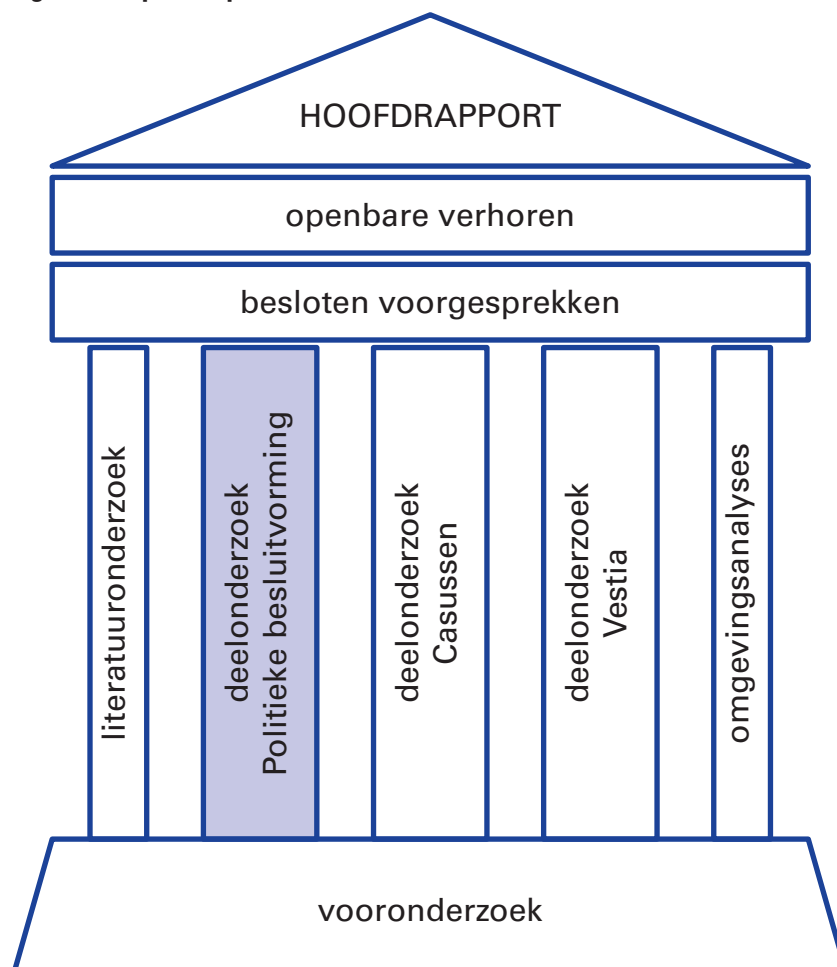 HOOFDRAPPORT
openbare verhoren
besloten voorgesprekken
literatuuronderzoek
deelonderzoek
Politieke besluitvorming
deelonderzoek
Casussen
deelonderzoek
Vestia
omgevingsanalyses
vooronderzoek